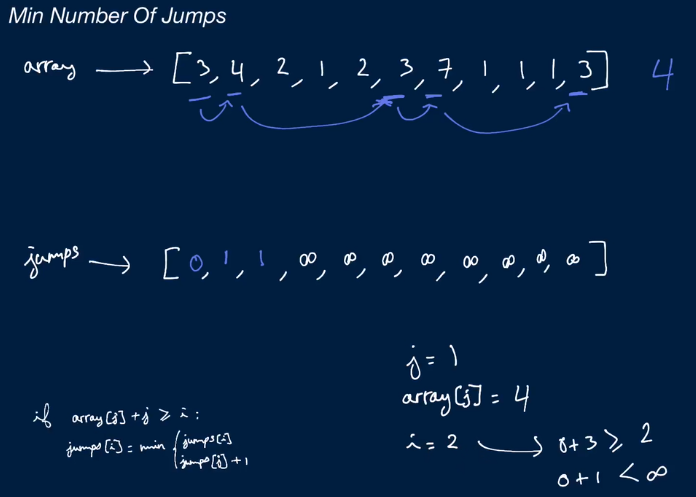 Min Number Of Jumps
array → [3, 4, 2, 1, 2, 3, 7, 1, 1, 1, 3] 4
jumps → [0, 1, 1, ∞, ∞, ∞, ∞, ∞, ∞, ∞, ∞]
j = 1
array[j] = 4
if array[j] + j ≥ i:
jumps[i] = min { jumps[i]
jumps[j] + 1
i = 2 → 0 + 3 ≥ 2
0 + 1 < ∞